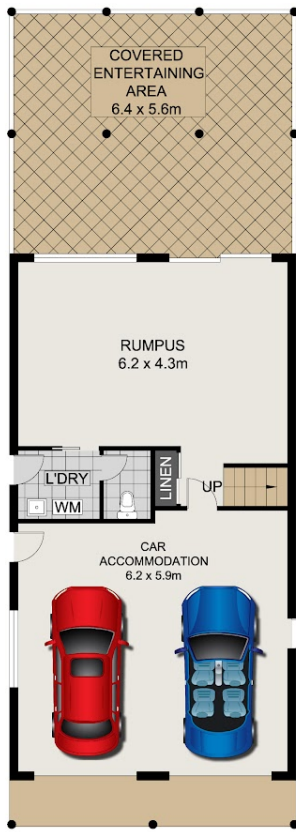 COVERED
ENTERTAINING
AREA
6.4 x 5.6m
RUMPUS
6.2 x 4.3m
L'DRY
WM
LINEN
UP
CAR
ACCOMMODATION
6.2 x 5.9m